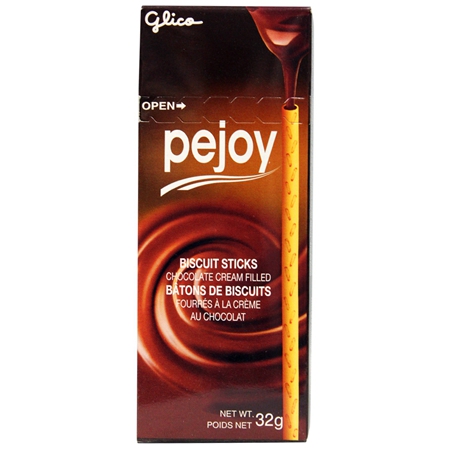 Glico
OPEN→
pejoy
BISCUIT STICKS
CHOCOLATE CREAM FILLED
BÂTONS DE BISCUITS
FOURRÉS À LA CRÈME
AU CHOCOLAT
NET WT.
POIDS NET 32g